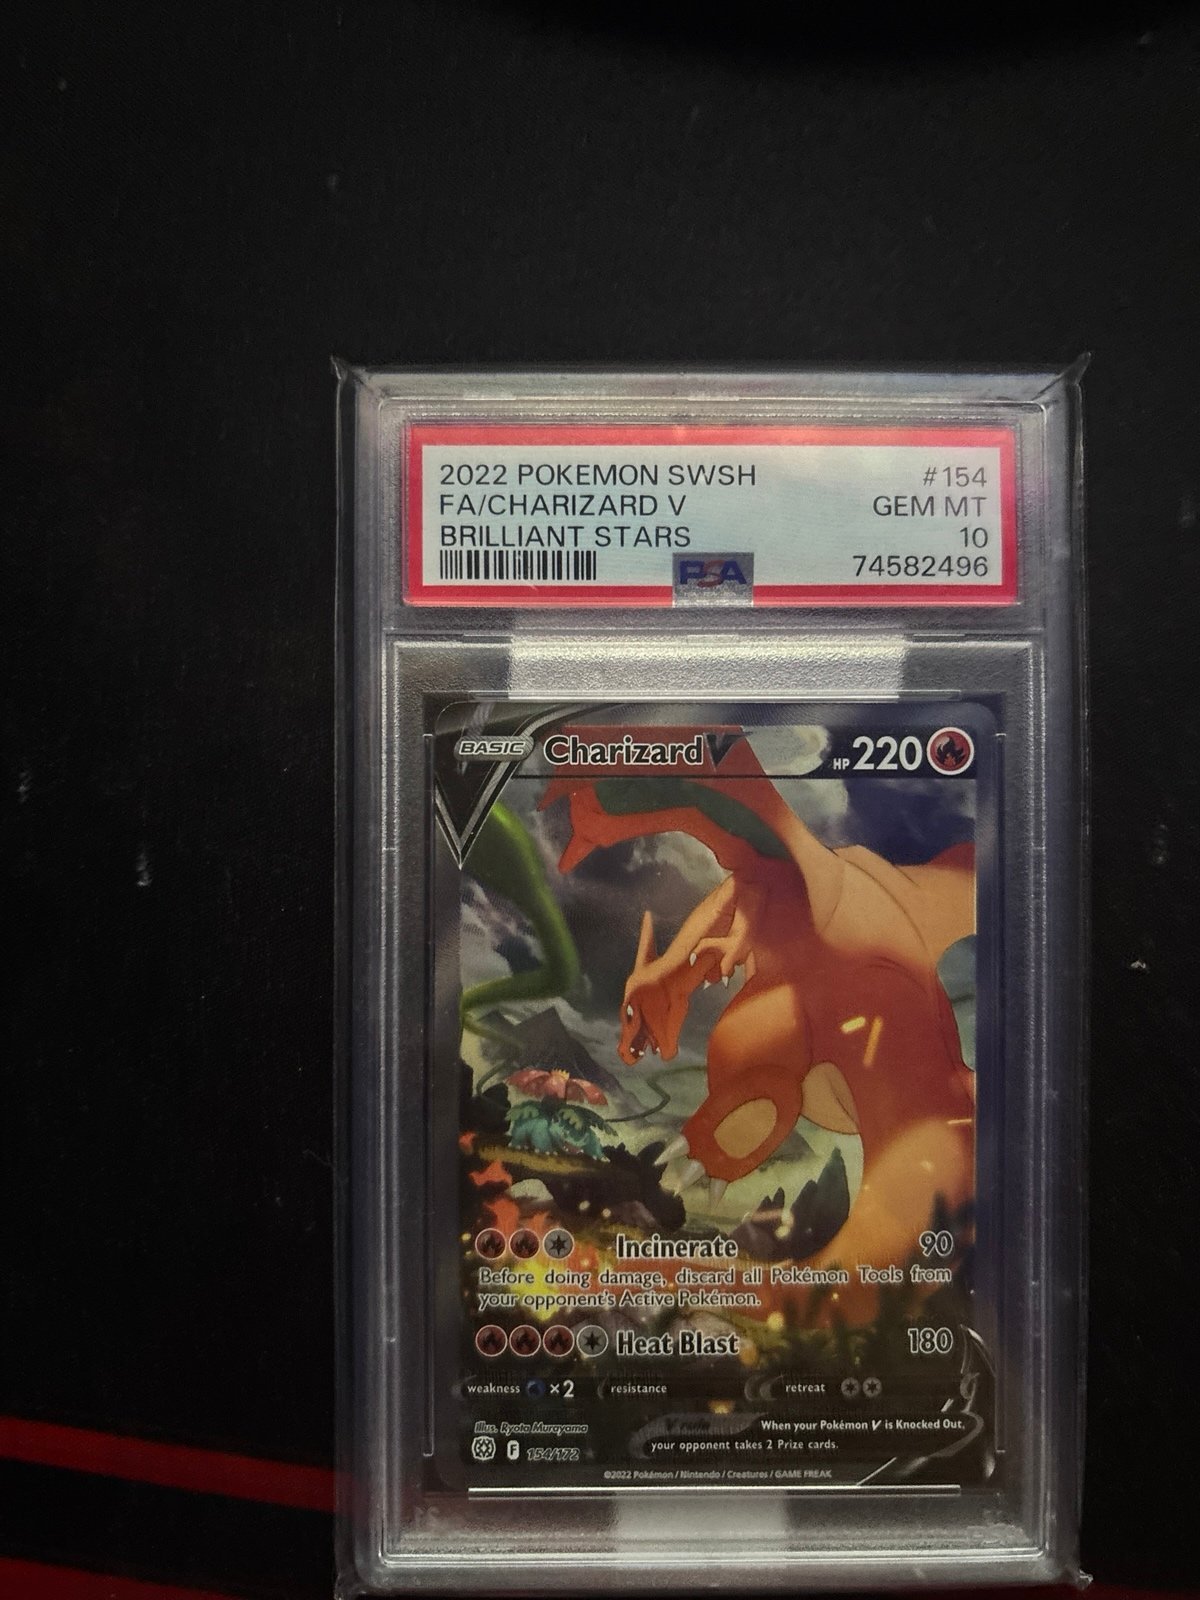 2022 POKEMON SWSH #154
FA/CHARIZARD V GEM MT
BRILLIANT STARS 10
PSA 74582496
BASIC Charizard V HP 220
Incinerate 90
Before doing damage, discard all Pokémon Tools from
your opponent's Active Pokémon.
Heat Blast 180
weakness ×2 resistance retreat
Illus. Ryota Murayama
V rule When your Pokémon V is Knocked Out,
your opponent takes 2 Prize cards.
F 154/172
©2022 Pokémon / Nintendo / Creatures / GAME FREAK